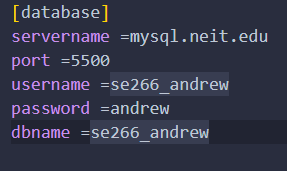 [database]
servername =mysql.neit.edu
port =5500
username =se266_andrew
password =andrew
dbname =se266_andrew